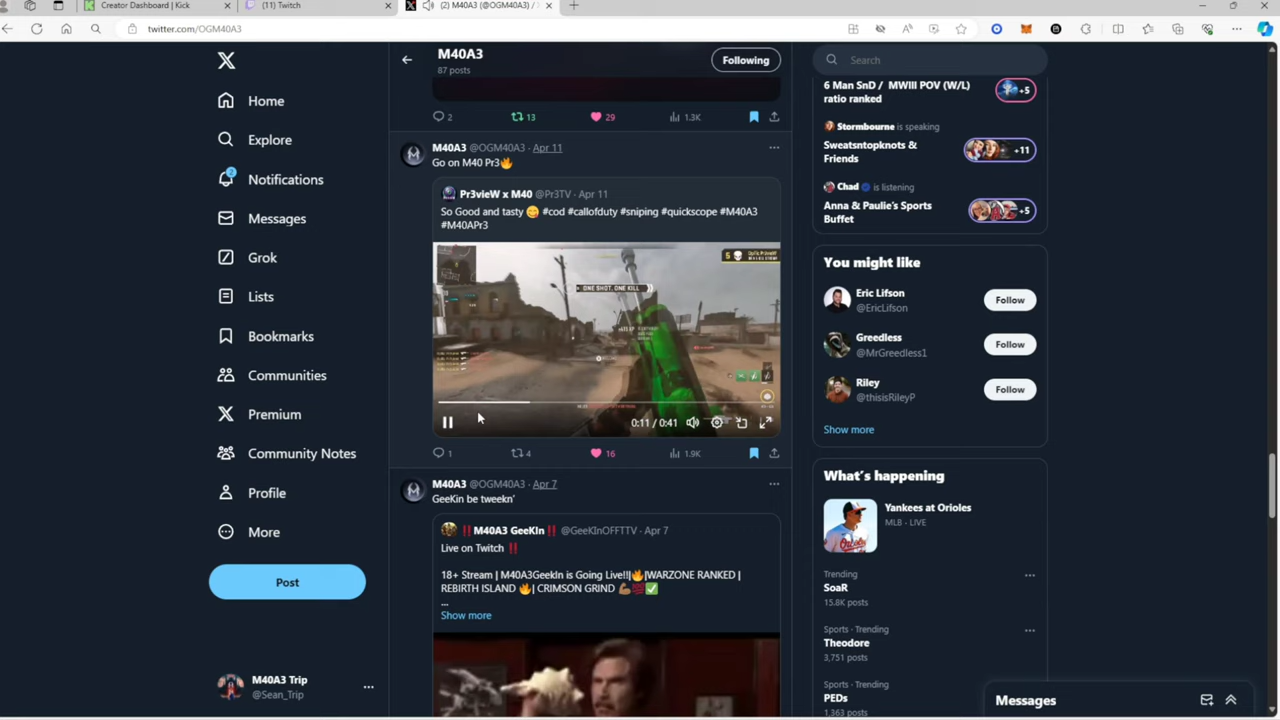 Creator Dashboard | Kick
(11) Twitch
(2) M40A3 (@OGM40A3) /
twitter.com/OGM40A3
M40A3
87 posts
Following
2
13
29
1.3K
Home
Explore
2
Notifications
Messages
Grok
Lists
Bookmarks
Communities
Premium
Community Notes
Profile
More
Post
M40A3 Trip
@Sean_Trip
M40A3 @OGM40A3 · Apr 11
Go on M40 Pr3🔥
Pr3vieW x M40 @Pr3TV · Apr 11
So Good and tasty 😋 #cod #callofduty #sniping #quickscope #M40A3
#M40APr3
ONE SHOT, ONE KILL
0:11 / 0:41
1
4
16
1.9K
M40A3 @OGM40A3 · Apr 7
GeeKin be tweekn'
‼️ M40A3 GeeKIn ‼️ @GeeKInOFFTTV · Apr 7
Live on Twitch ‼️
18+ Stream | M40A3GeekIn is Going Live!!|🔥|WARZONE RANKED |
REBIRTH ISLAND 🔥| CRIMSON GRIND 💪🏽💯✅
...
Show more
Search
6 Man SnD / MWIII POV (W/L)
ratio ranked
+5
Stormbourne is speaking
Sweatsntopknots &
Friends
+11
Chad is listening
Anna & Paulie's Sports
Buffet
+5
You might like
Eric Lifson
@EricLifson
Follow
Greedless
@MrGreedless1
Follow
Riley
@thisisRileyP
Follow
Show more
What's happening
Yankees at Orioles
MLB · LIVE
Trending
SoaR
15.8K posts
Sports · Trending
Theodore
3,751 posts
Sports · Trending
PEDs
1,363 posts
Messages